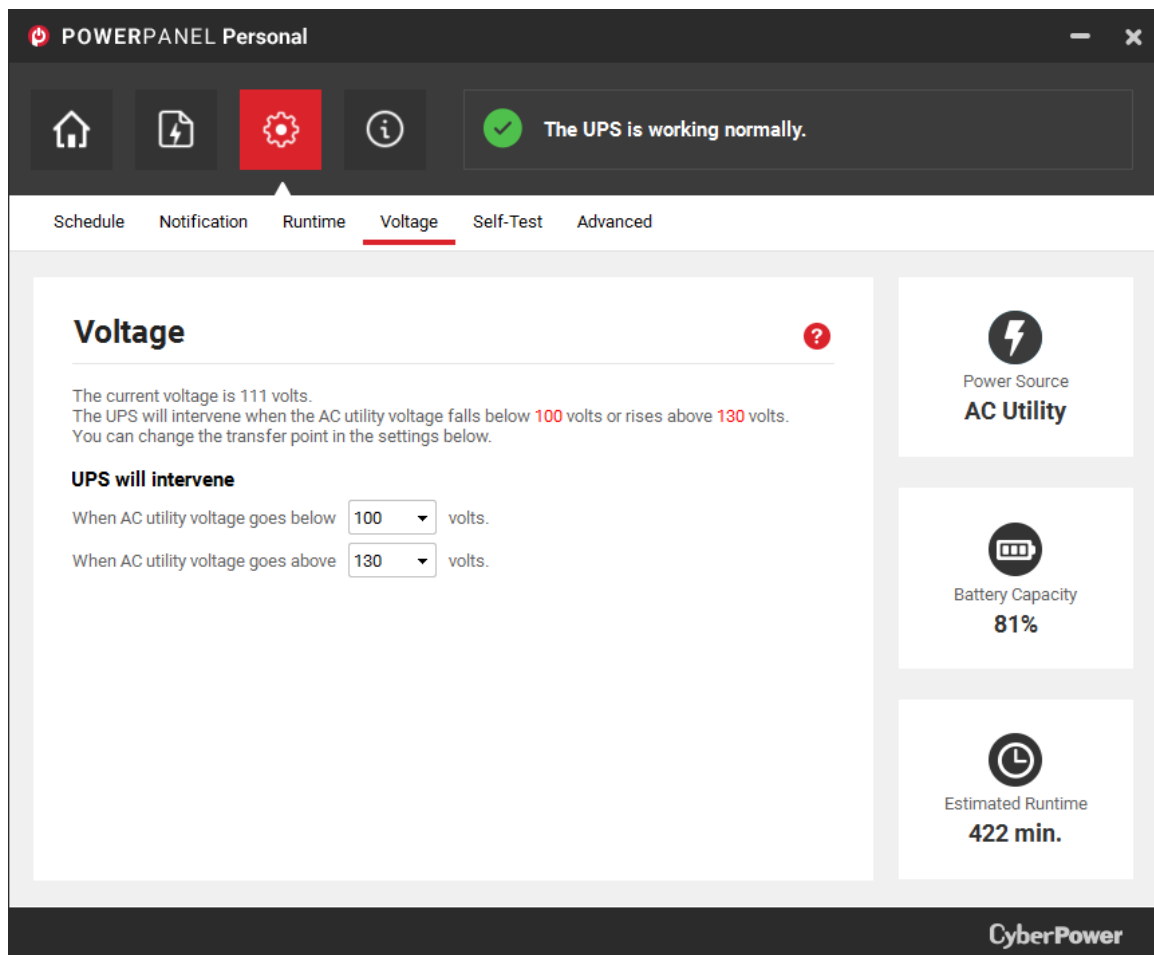 POWERPANEL Personal
The UPS is working normally.
Schedule Notification Runtime Voltage Self-Test Advanced
Voltage
?
The current voltage is 111 volts.
The UPS will intervene when the AC utility voltage falls below 100 volts or rises above 130 volts.
You can change the transfer point in the settings below.
UPS will intervene
When AC utility voltage goes below 100 volts.
When AC utility voltage goes above 130 volts.
Power Source
AC Utility
Battery Capacity
81%
Estimated Runtime
422 min.
CyberPower